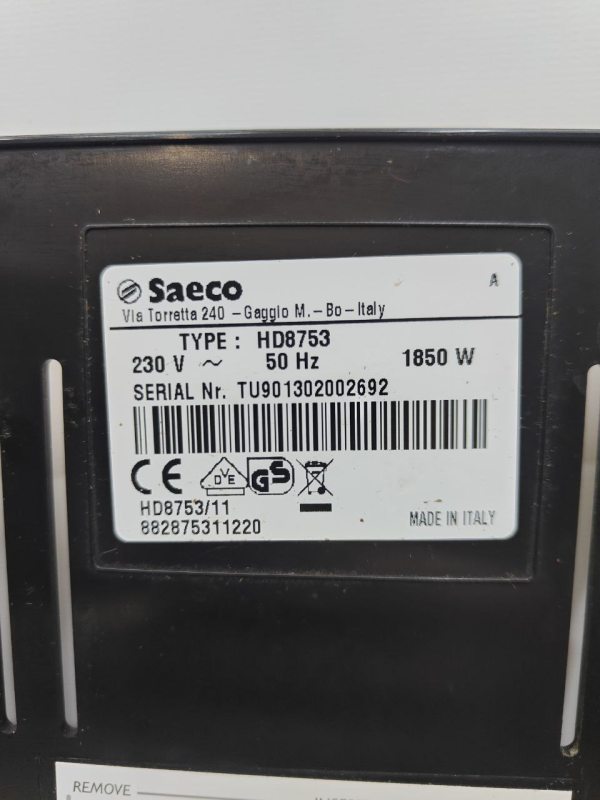 Saeco
A
Via Torretta 240 - Gaggio M. - Bo - Italy
TYPE : HD8753
230 V ~ 50 Hz 1850 W
SERIAL Nr. TU901302002692
CE DVE GS
HD8753/11
882875311220
MADE IN ITALY
REMOVE